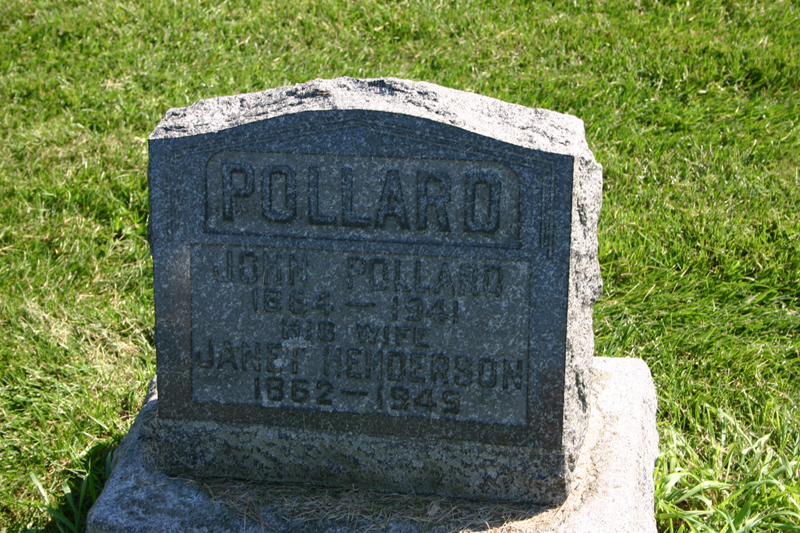 POLLARD
JOHN POLLARD
1864 — 1941
HIS WIFE
JANET HENDERSON
1862 — 1945